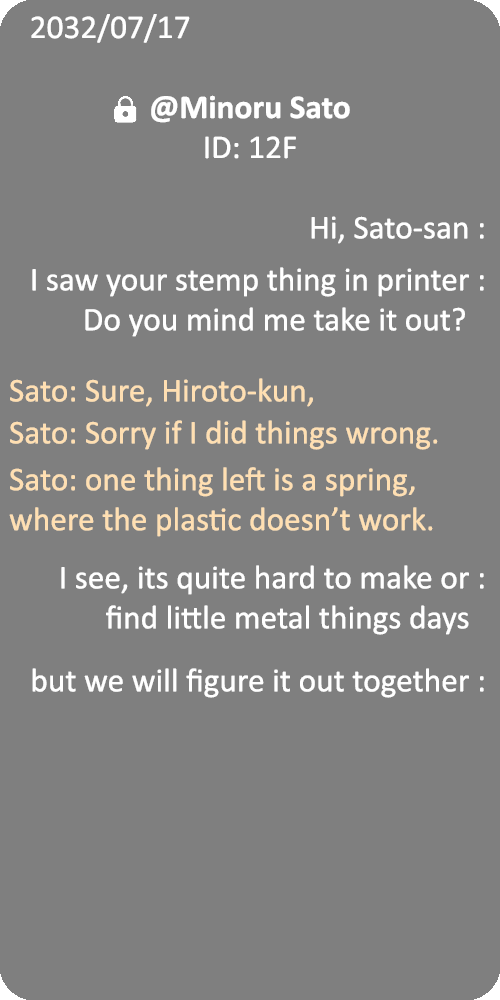 2032/07/17
@Minoru Sato
ID: 12F
Hi, Sato-san :
I saw your stemp thing in printer :
Do you mind me take it out?
Sato: Sure, Hiroto-kun,
Sato: Sorry if I did things wrong.
Sato: one thing left is a spring,
where the plastic doesn’t work.
I see, its quite hard to make or :
find little metal things days
but we will figure it out together :